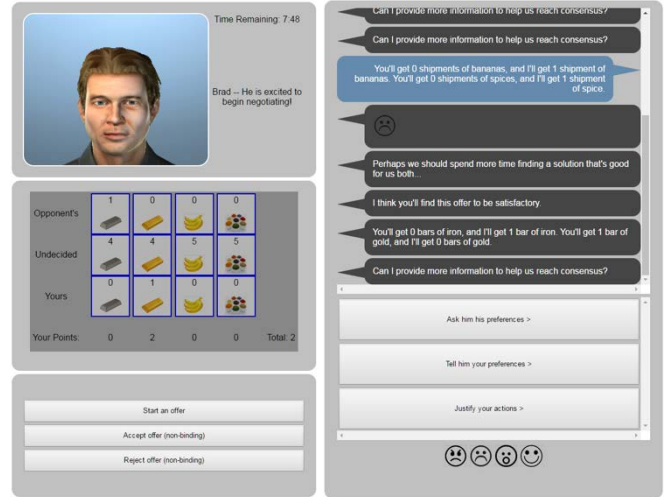 Time Remaining: 7:48
Brad -- He is excited to
begin negotiating!
Opponent's 1 0 0 0
Undecided 4 4 5 5
Yours 0 1 0 0
Your Points: 0 2 0 0 Total: 2
Start an offer
Accept offer (non-binding)
Reject offer (non-binding)
Can I provide more information to help us reach consensus?
Can I provide more information to help us reach consensus?
You'll get 0 shipments of bananas, and I'll get 1 shipment of
bananas. You'll get 0 shipments of spices, and I'll get 1 shipment
of spice.
Perhaps we should spend more time finding a solution that's good
for us both...
I think you'll find this offer to be satisfactory.
You'll get 0 bars of iron, and I'll get 1 bar of iron. You'll get 1 bar of
gold, and I'll get 0 bars of gold.
Can I provide more information to help us reach consensus?
Ask him his preferences >
Tell him your preferences >
Justify your actions >